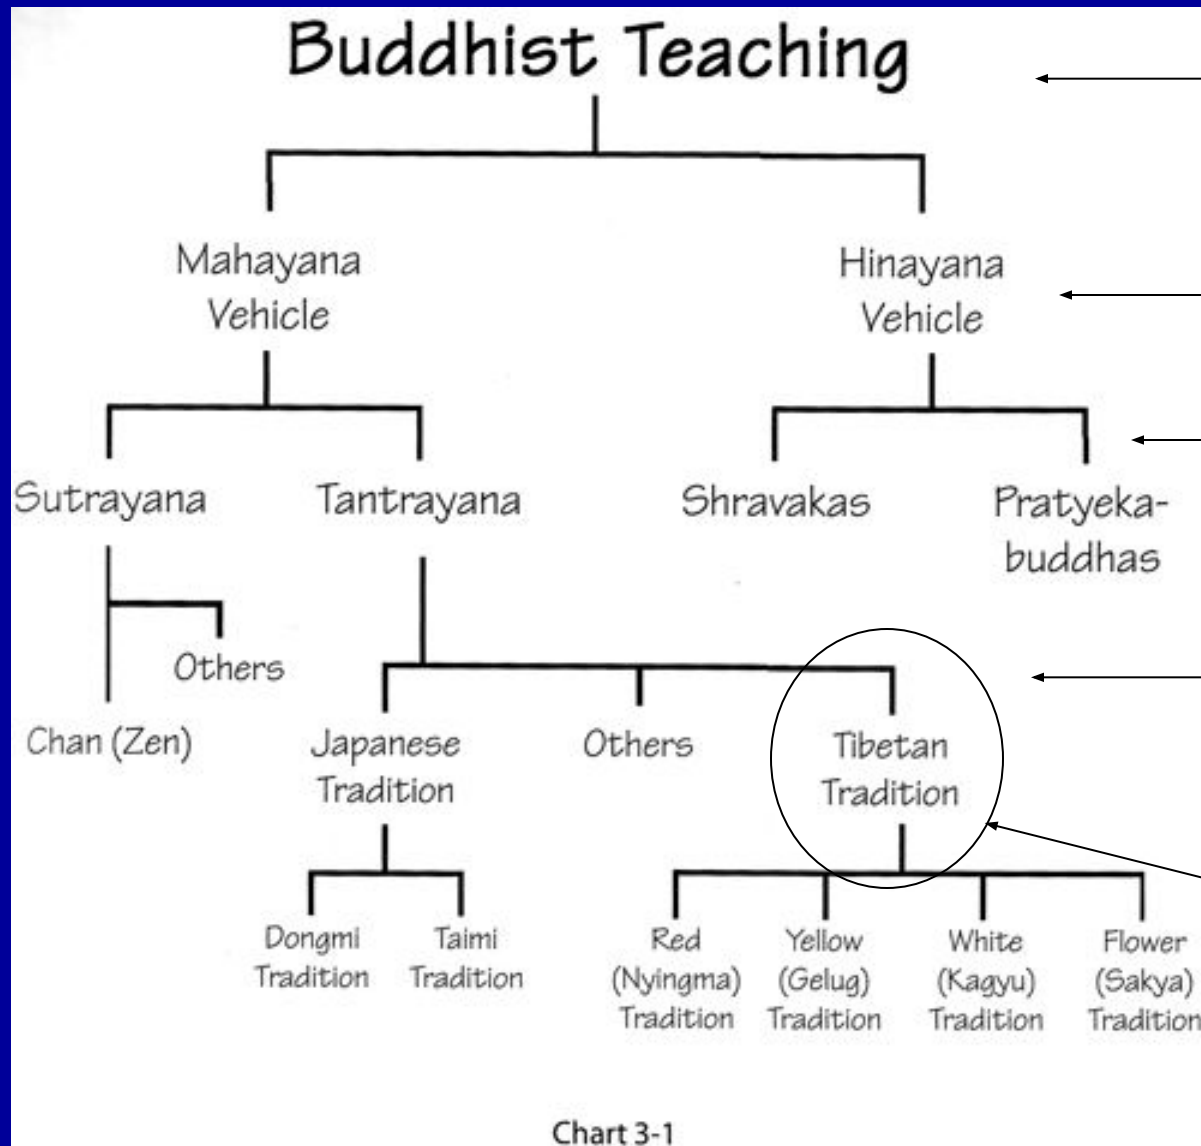 Buddhist Teaching
Mahayana
Vehicle
Hinayana
Vehicle
Sutrayana
Tantrayana
Shravakas
Pratyeka-
buddhas
Others
Chan (Zen)
Japanese
Tradition
Others
Tibetan
Tradition
Dongmi
Tradition
Taimi
Tradition
Red
(Nyingma)
Tradition
Yellow
(Gelug)
Tradition
White
(Kagyu)
Tradition
Flower
(Sakya)
Tradition
Chart 3-1